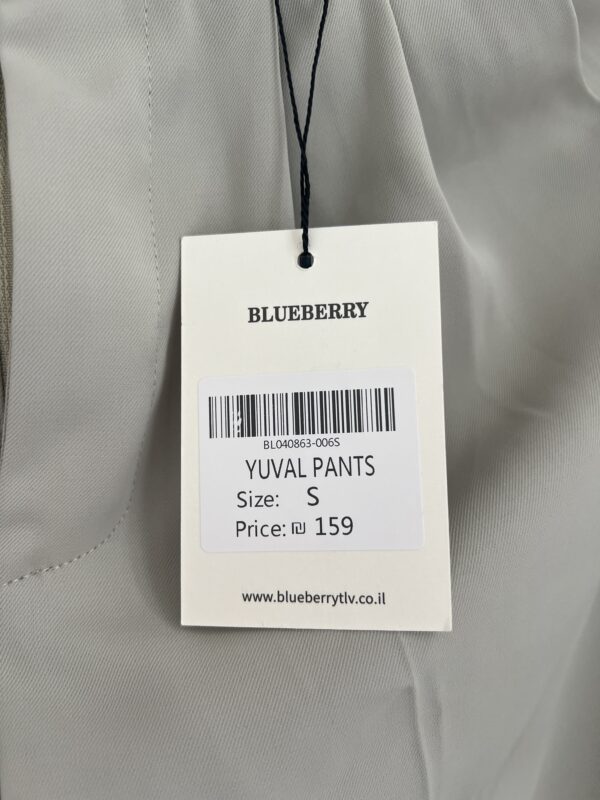 BLUEBERRY
BL040863-006S
YUVAL PANTS
Size: S
Price: ₪ 159
www.blueberrytlv.co.il